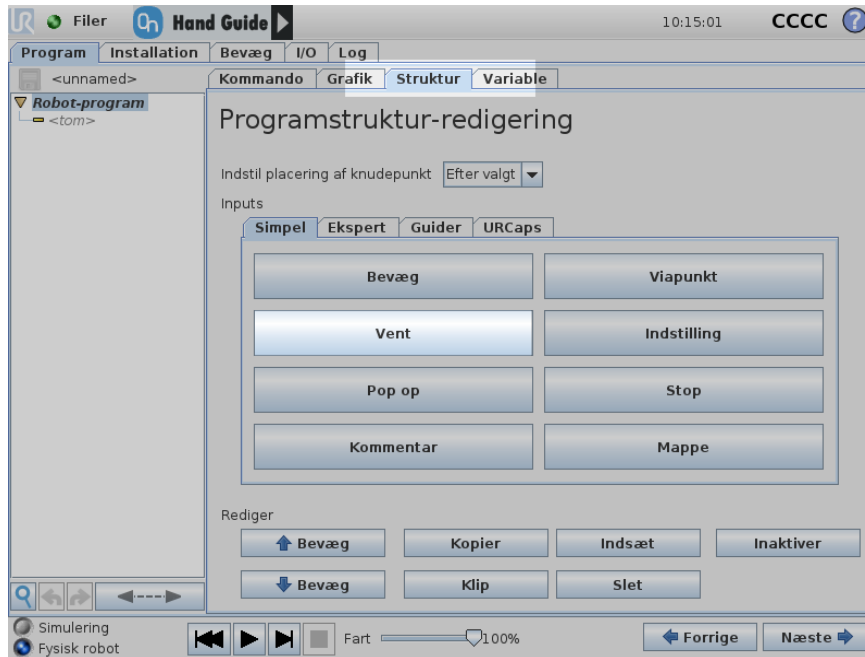 UR Filer On Hand Guide 10:15:01 CCCC ?
Program Installation Bevæg I/O Log
<unnamed>
Kommando Grafik Struktur Variable
Robot-program
<tom>
Programstruktur-redigering
Indstil placering af knudepunkt Efter valgt
Inputs
Simpel Ekspert Guider URCaps
Bevæg Viapunkt
Vent Indstilling
Pop op Stop
Kommentar Mappe
Rediger
Bevæg Kopier Indsæt Inaktiver
Bevæg Klip Slet
Simulering
Fysisk robot
Fart 100%
Forrige Næste